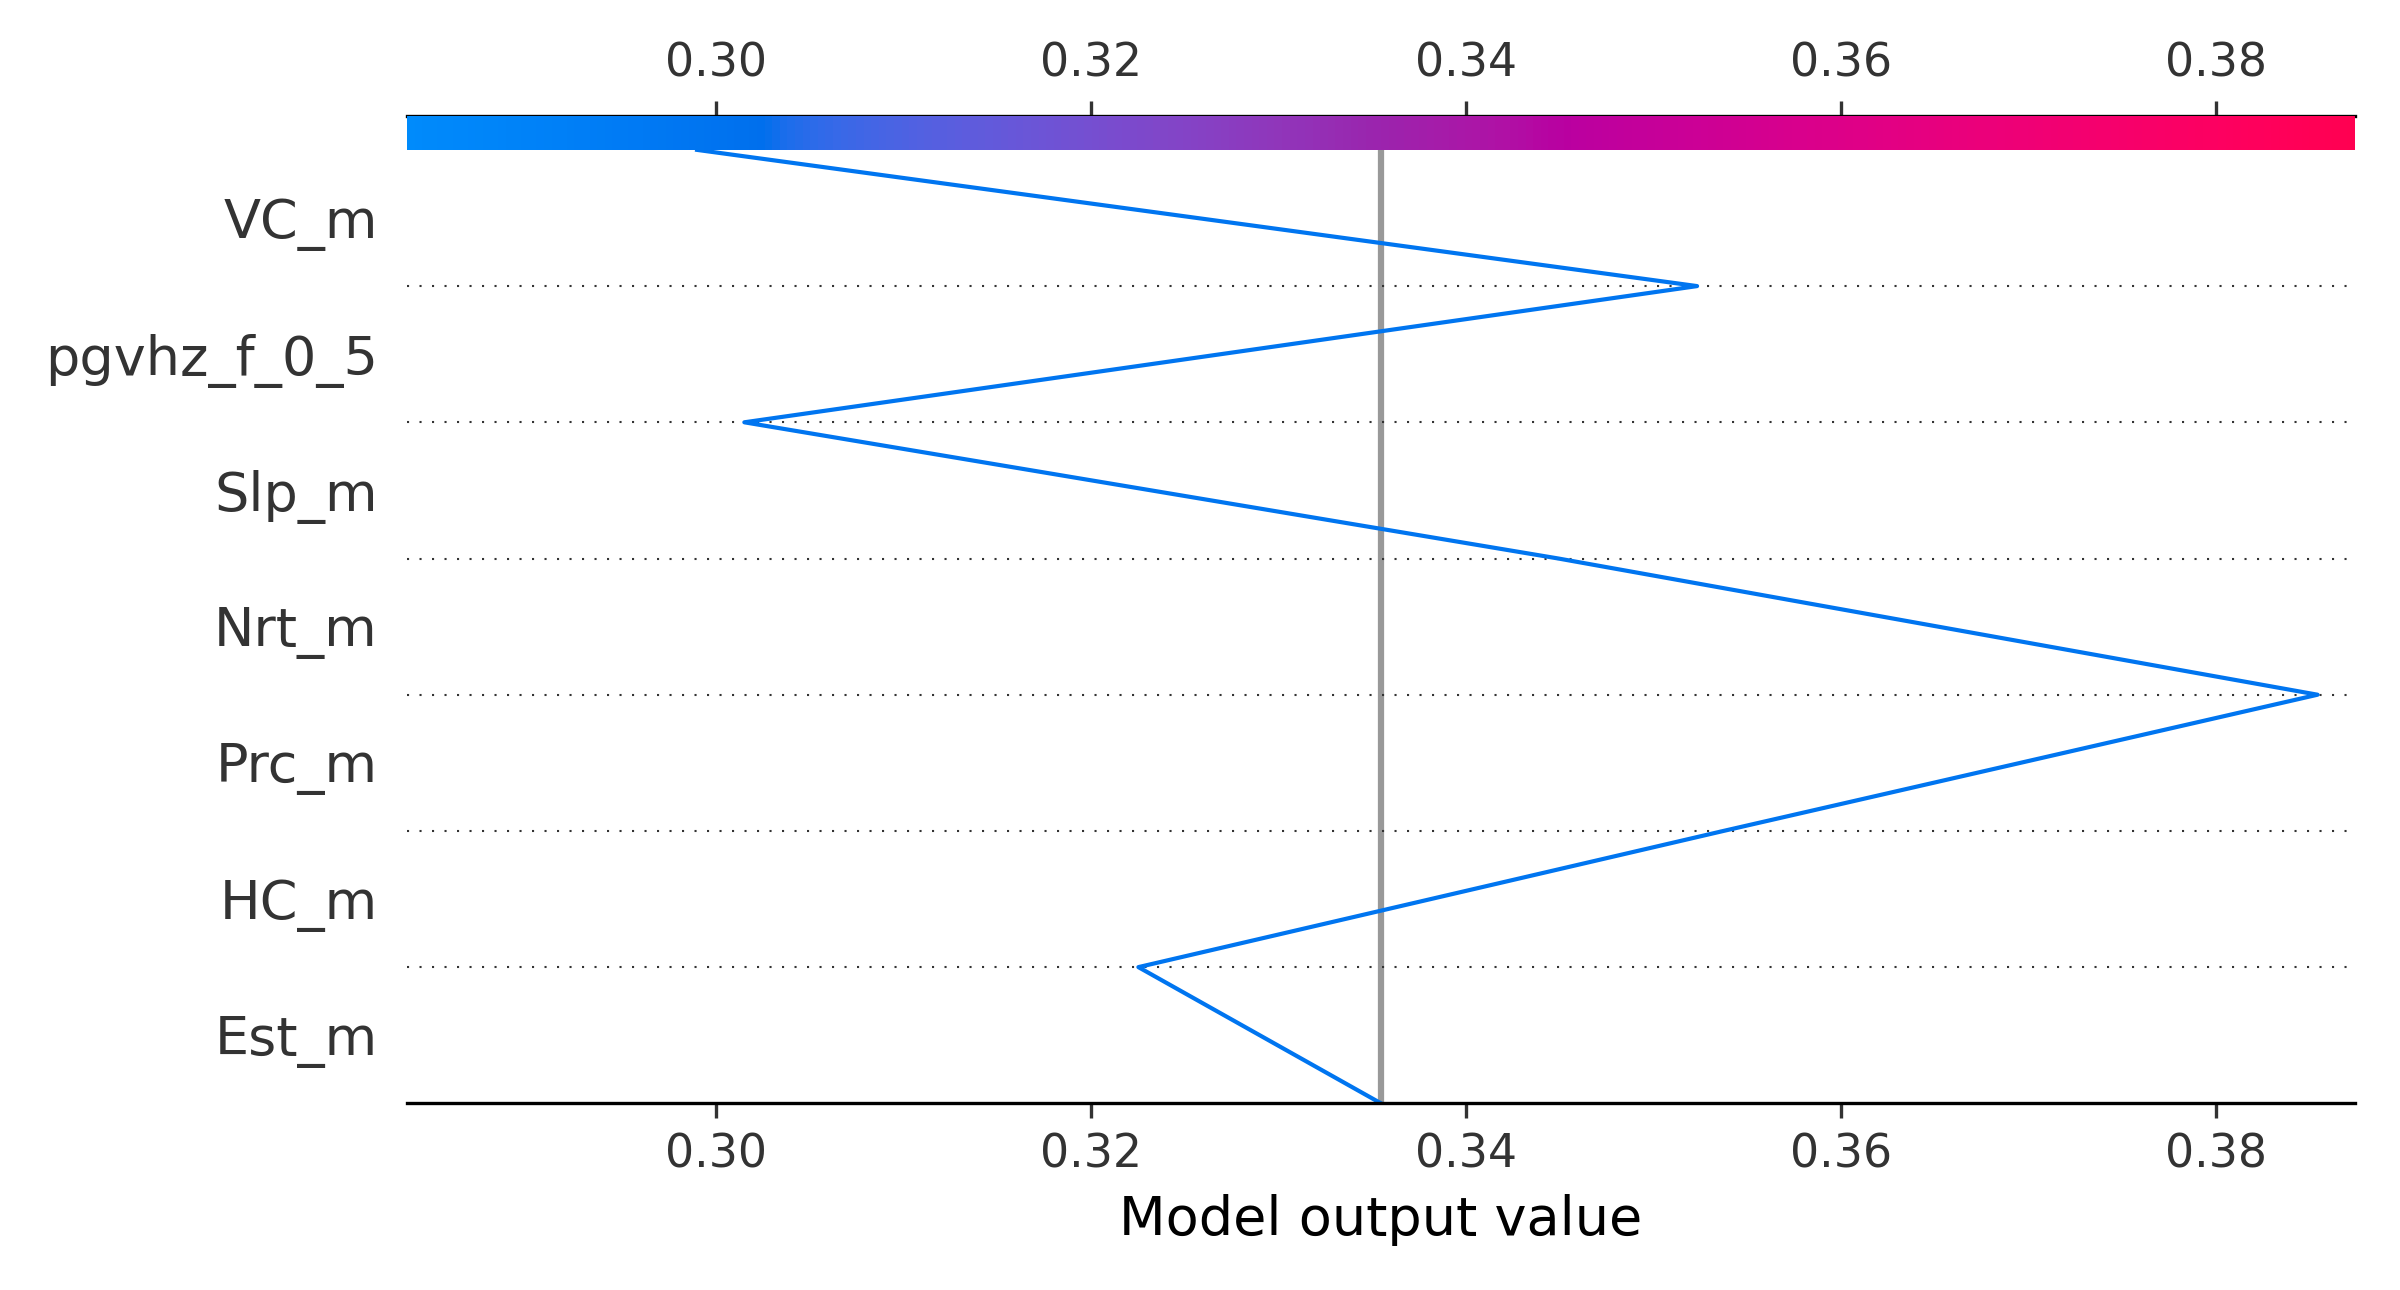 0.30 0.32 0.34 0.36 0.38
VC_m
pgvhz_f_0_5
Slp_m
Nrt_m
Prc_m
HC_m
Est_m
0.30 0.32 0.34 0.36 0.38
Model output value